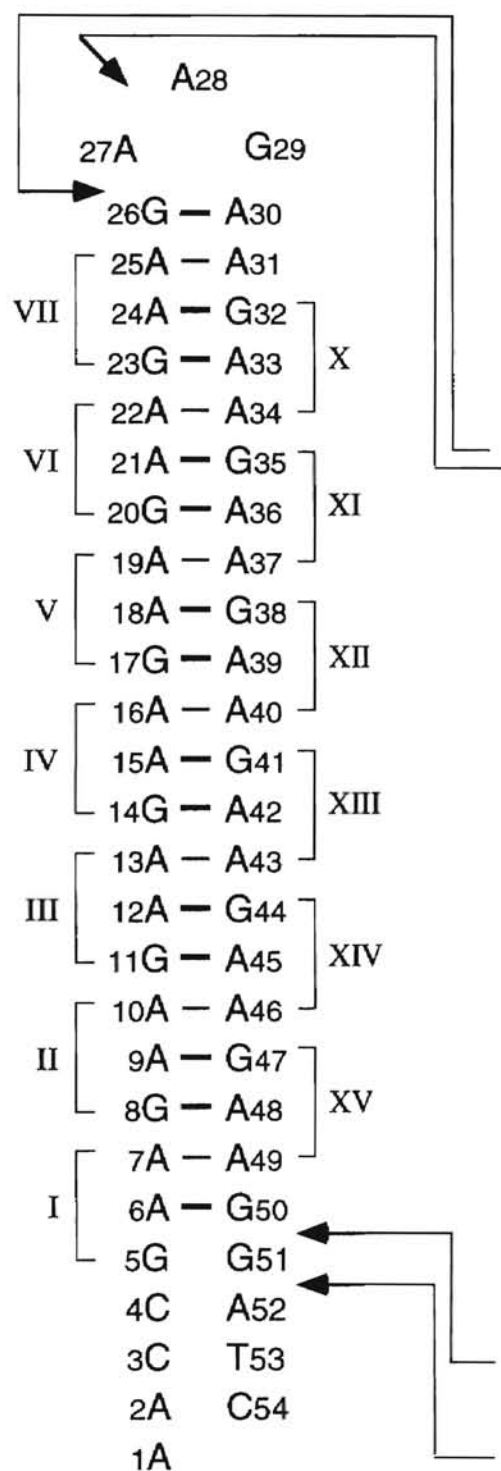 A28
27A G29
26G – A30
25A – A31
VII 24A – G32
23G – A33 X
22A – A34
VI 21A – G35
20G – A36 XI
19A – A37
V 18A – G38
17G – A39 XII
16A – A40
IV 15A – G41
14G – A42 XIII
13A – A43
III 12A – G44
11G – A45 XIV
10A – A46
II 9A – G47
8G – A48 XV
7A – A49
I 6A – G50
5G G51
4C A52
3C T53
2A C54
1A